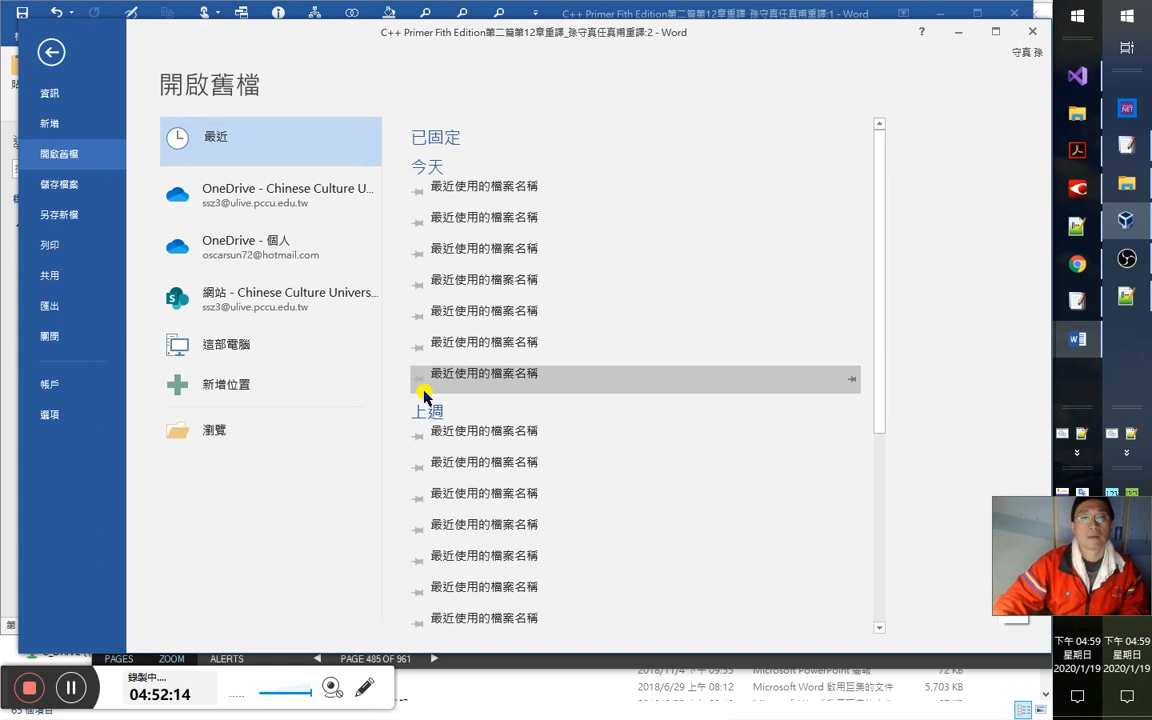 C++ Primer Fith Edition第二篇第12章重譯_孫守真任真甫重譯:1 - Word
C++ Primer Fith Edition第二篇第12章重譯_孫守真任真甫重譯:2 - Word
?
守真 孫
資訊
新增
開啟舊檔
儲存檔案
另存新檔
列印
共用
匯出
關閉
帳戶
選項
開啟舊檔
最近
OneDrive - Chinese Culture U...
ssz3@ulive.pccu.edu.tw
OneDrive - 個人
oscarsun72@hotmail.com
網站 - Chinese Culture Univers...
ssz3@ulive.pccu.edu.tw
這部電腦
新增位置
瀏覽
已固定
今天
最近使用的檔案名稱
最近使用的檔案名稱
最近使用的檔案名稱
最近使用的檔案名稱
最近使用的檔案名稱
最近使用的檔案名稱
最近使用的檔案名稱
上週
最近使用的檔案名稱
最近使用的檔案名稱
最近使用的檔案名稱
最近使用的檔案名稱
最近使用的檔案名稱
最近使用的檔案名稱
最近使用的檔案名稱
PAGES ZOOM ALERTS PAGE 485 OF 961
錄製中....
04:52:14
2018/6/29 上午 08:12 Microsoft Word 啟用巨集的文件 5,703 KB
下午 04:59
星期日
2020/1/19
下午 04:59
星期日
2020/1/19